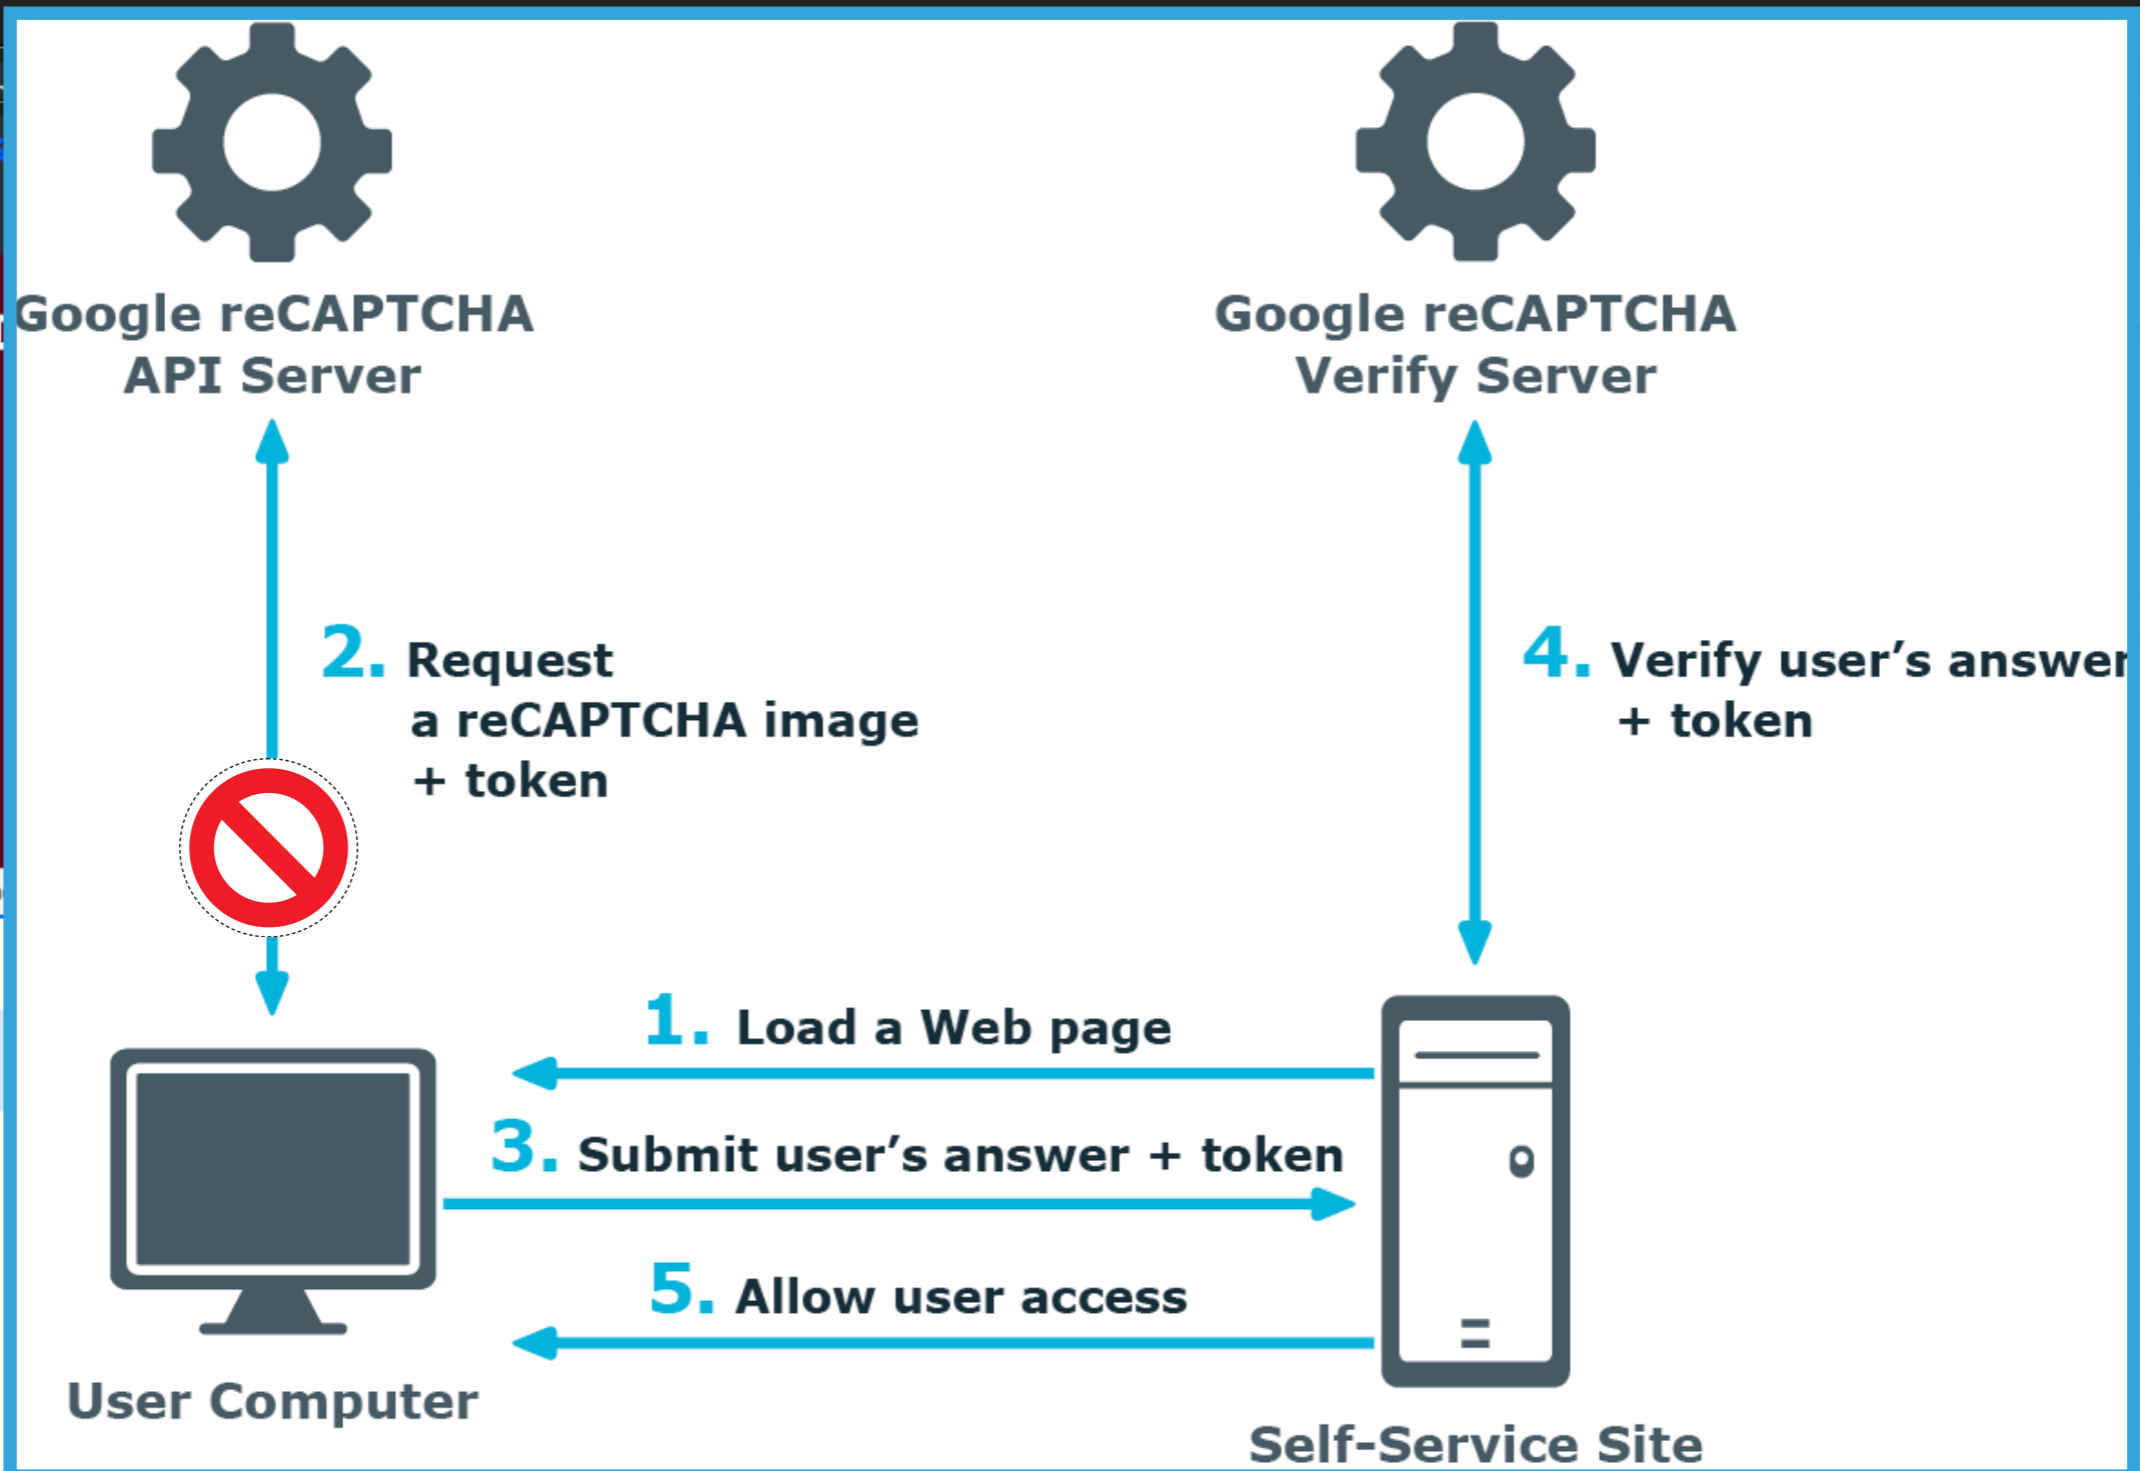 Google reCAPTCHA
API Server
Google reCAPTCHA
Verify Server
2. Request
a reCAPTCHA image
+ token
4. Verify user’s answer
+ token
1. Load a Web page
3. Submit user’s answer + token
5. Allow user access
User Computer
Self-Service Site